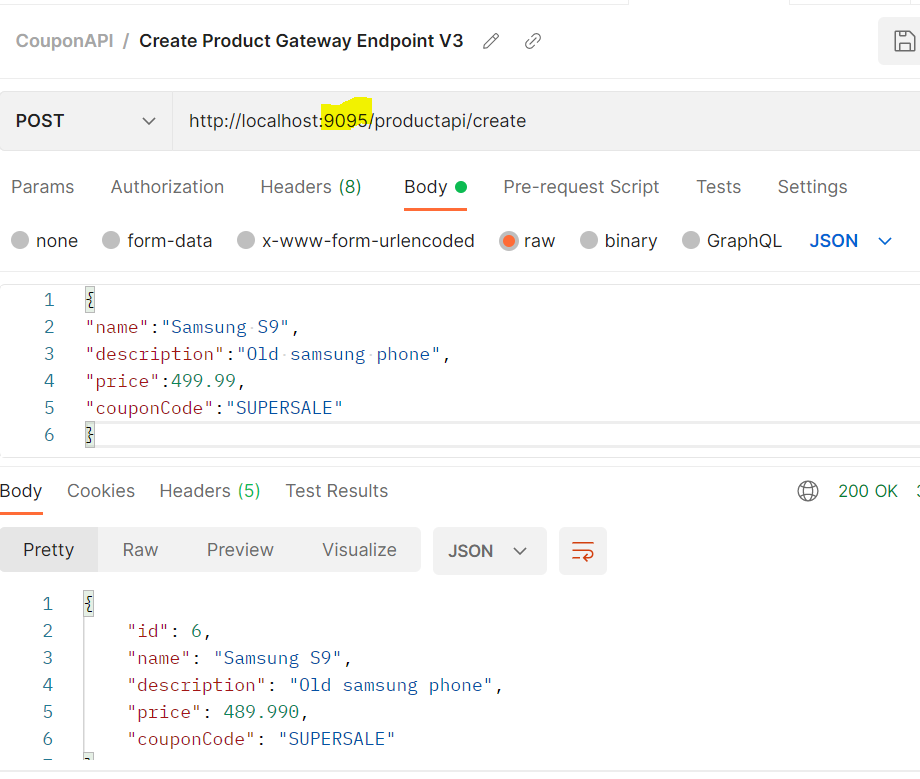 CouponAPI / Create Product Gateway Endpoint V3
POST http://localhost:9095/productapi/create
Params Authorization Headers (8) Body Pre-request Script Tests Settings
none form-data x-www-form-urlencoded raw binary GraphQL JSON
1 {
2 "name":"Samsung S9",
3 "description":"Old samsung phone",
4 "price":499.99,
5 "couponCode":"SUPERSALE"
6 }
Body Cookies Headers (5) Test Results 200 OK
Pretty Raw Preview Visualize JSON
1 {
2 "id": 6,
3 "name": "Samsung S9",
4 "description": "Old samsung phone",
5 "price": 489.990,
6 "couponCode": "SUPERSALE"